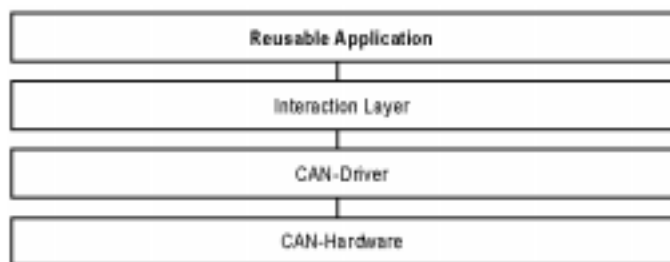 Reusable Application
Interaction Layer
CAN-Driver
CAN-Hardware